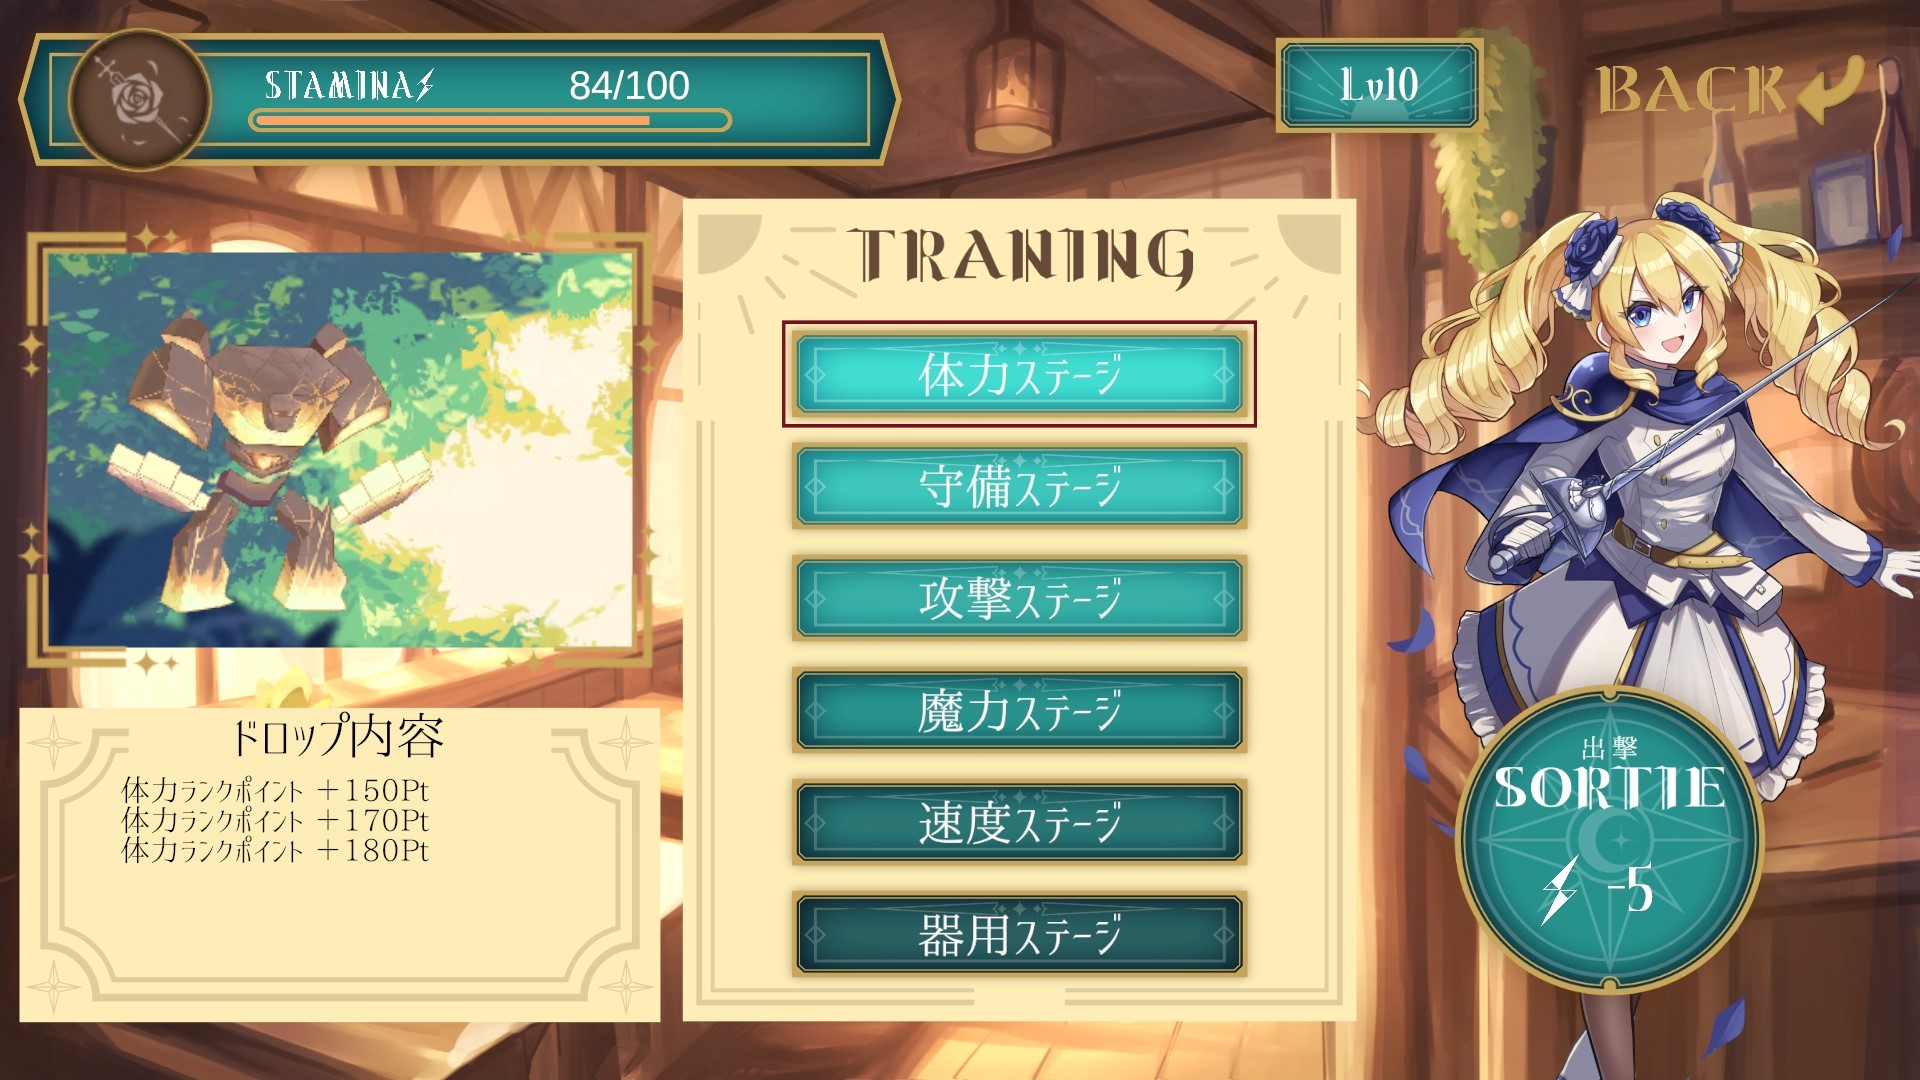 STAMINA 84/100
Lv10
BACK
TRANING
体力ステージ
守備ステージ
攻撃ステージ
魔力ステージ
速度ステージ
器用ステージ
ドロップ内容
体力ランクポイント +150Pt
体力ランクポイント +170Pt
体力ランクポイント +180Pt
出撃
SORTIE
-5